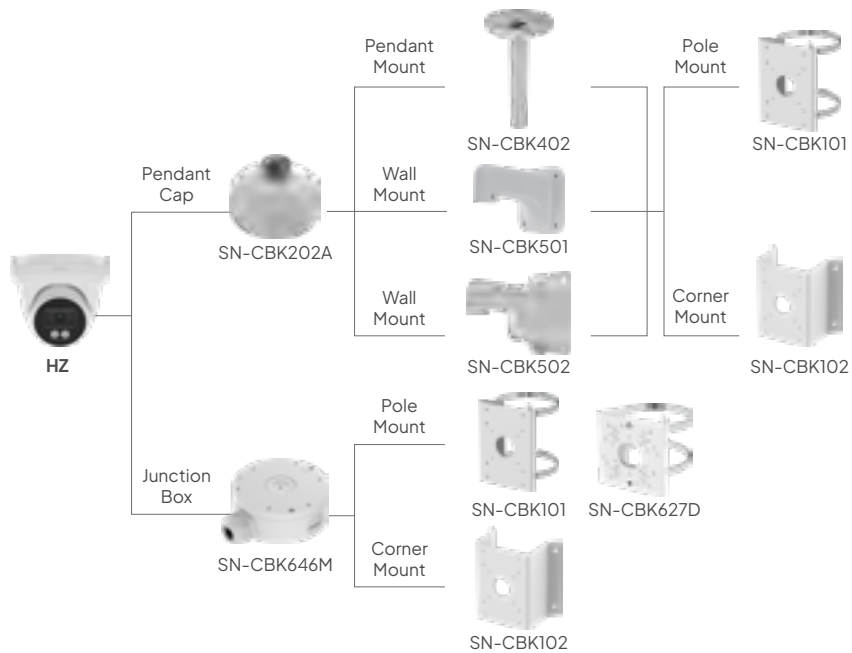 Pendant
Mount
SN-CBK402
Pole
Mount
SN-CBK101
Pendant
Cap
SN-CBK202A
Wall
Mount
SN-CBK501
Wall
Mount
SN-CBK502
Corner
Mount
SN-CBK102
HZ
Junction
Box
SN-CBK646M
Pole
Mount
SN-CBK101
SN-CBK627D
Corner
Mount
SN-CBK102